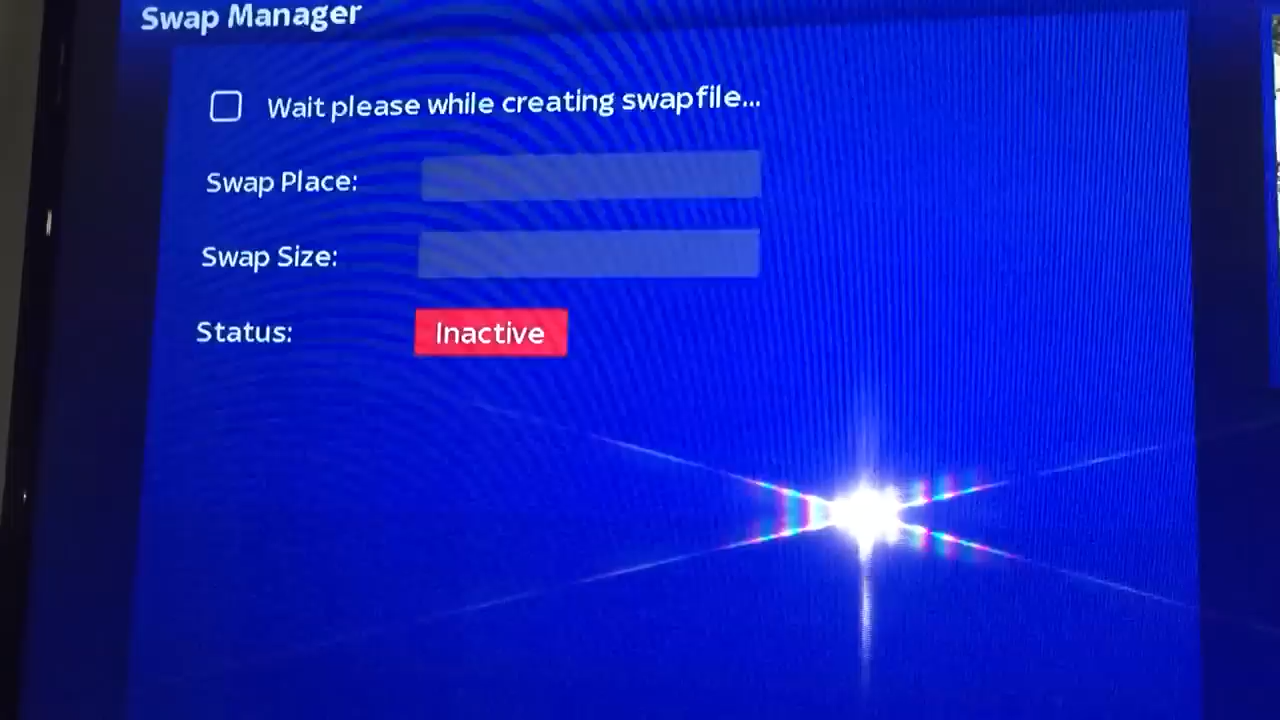 Swap Manager
Wait please while creating swapfile...
Swap Place:
Swap Size:
Status: Inactive